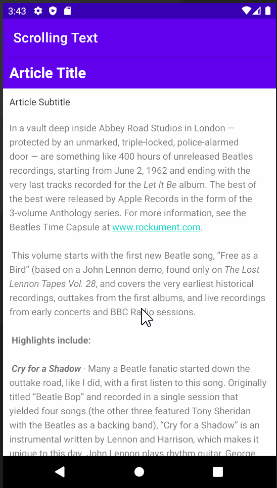 3:43
Scrolling Text
Article Title
Article Subtitle
In a vault deep inside Abbey Road Studios in London —
protected by an unmarked, triple-locked, police-alarmed
door — are something like 400 hours of unreleased Beatles
recordings, starting from June 2, 1962 and ending with the
very last tracks recorded for the Let It Be album. The best of
the best were released by Apple Records in the form of the
3-volume Anthology series. For more information, see the
Beatles Time Capsule at www.rockument.com.
This volume starts with the first new Beatle song, “Free as a
Bird” (based on a John Lennon demo, found only on The Lost
Lennon Tapes Vol. 28, and covers the very earliest historical
recordings, outtakes from the first albums, and live recordings
from early concerts and BBC Radio sessions.
Highlights include:
Cry for a Shadow - Many a Beatle fanatic started down the
outtake road, like I did, with a first listen to this song. Originally
titled “Beatle Bop” and recorded in a single session that
yielded four songs (the other three featured Tony Sheridan
with the Beatles as a backing band), “Cry for a Shadow” is an
instrumental written by Lennon and Harrison, which makes it
unique to this day. John Lennon plays rhythm guitar, George